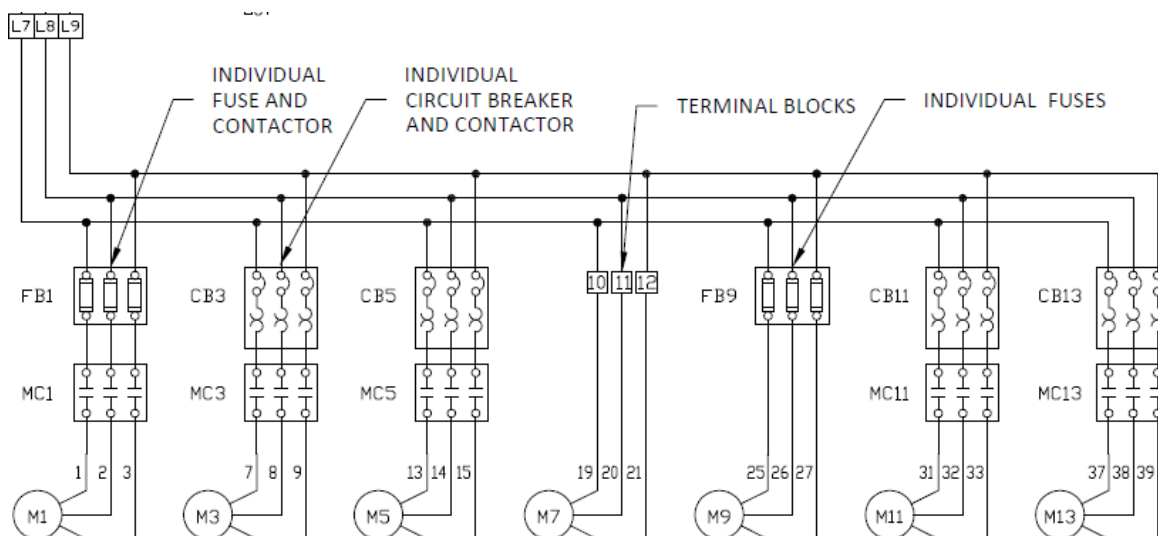 L7 L8 L9
INDIVIDUAL
FUSE AND
CONTACTOR
INDIVIDUAL
CIRCUIT BREAKER
AND CONTACTOR
TERMINAL BLOCKS
INDIVIDUAL FUSES
FB1
CB3
CB5
10 11 12
FB9
CB11
CB13
MC1
MC3
MC5
MC11
MC13
1 2 3
7 8 9
13 14 15
19 20 21
25 26 27
31 32 33
37 38 39
M1
M3
M5
M7
M9
M11
M13